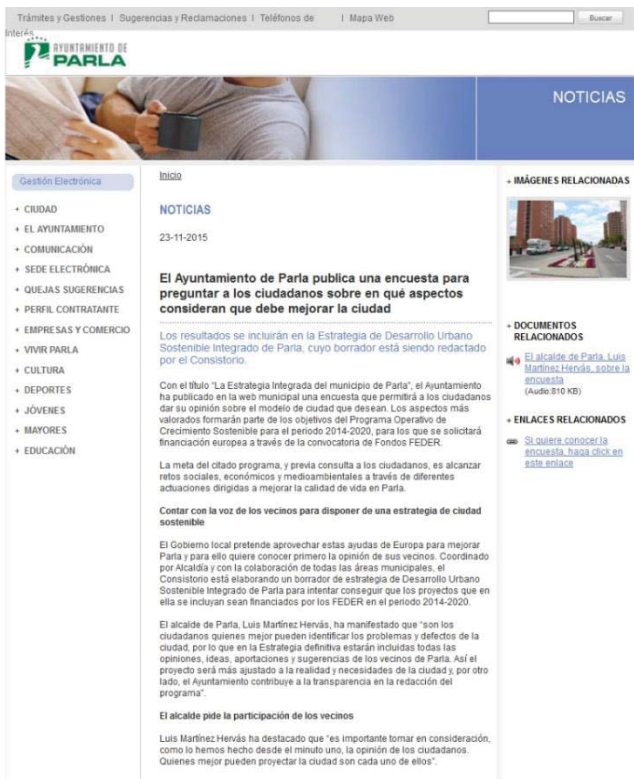 Trámites y Gestiones I Sugerencias y Reclamaciones I Teléfonos de Interés I Mapa Web
Buscar
AYUNTAMIENTO DE
PARLA
NOTICIAS
Gestión Electrónica
+ CIUDAD
+ EL AYUNTAMIENTO
+ COMUNICACIÓN
+ SEDE ELECTRÓNICA
+ QUEJAS SUGERENCIAS
+ PERFIL CONTRATANTE
+ EMPRESAS Y COMERCIO
+ VIVIR PARLA
+ CULTURA
+ DEPORTES
+ JÓVENES
+ MAYORES
+ EDUCACIÓN
Inicio
NOTICIAS
23-11-2015
El Ayuntamiento de Parla publica una encuesta para
preguntar a los ciudadanos sobre en qué aspectos
consideran que debe mejorar la ciudad
Los resultados se incluirán en la Estrategia de Desarrollo Urbano
Sostenible Integrado de Parla, cuyo borrador está siendo redactado
por el Consistorio.
Con el título "La Estrategia Integrada del municipio de Parla", el Ayuntamiento
ha publicado en la web municipal una encuesta que permitirá a los ciudadanos
dar su opinión sobre el modelo de ciudad que desean. Los aspectos más
valorados formarán parte de los objetivos del Programa Operativo de
Crecimiento Sostenible para el periodo 2014-2020, para los que se solicitará
financiación europea a través de la convocatoria de Fondos FEDER.
La meta del citado programa, y previa consulta a los ciudadanos, es alcanzar
retos sociales, económicos y medioambientales a través de diferentes
actuaciones dirigidas a mejorar la calidad de vida en Parla.
Contar con la voz de los vecinos para disponer de una estrategia de ciudad
sostenible
El Gobierno local pretende aprovechar estas ayudas de Europa para mejorar
Parla y para ello quiere conocer primero la opinión de sus vecinos. Coordinado
por Alcaldía y con la colaboración de todas las áreas municipales, el
Consistorio está elaborando un borrador de estrategia de Desarrollo Urbano
Sostenible Integrado de Parla para intentar conseguir que los proyectos que en
ella se incluyan sean financiados por los FEDER en el periodo 2014-2020.
El alcalde de Parla, Luis Martínez Hervás, ha manifestado que "son los
ciudadanos quienes mejor pueden identificar los problemas y defectos de la
ciudad, por lo que en la Estrategia definitiva estarán incluidas todas las
opiniones, ideas, aportaciones y sugerencias de los vecinos de Parla. Así el
proyecto será más ajustado a la realidad y necesidades de la ciudad y, por otro
lado, el Ayuntamiento contribuye a la transparencia en la redacción del
programa".
El alcalde pide la participación de los vecinos
Luis Martínez Hervás ha destacado que "es importante tomar en consideración,
como lo hemos hecho desde el minuto uno, la opinión de los ciudadanos.
Quienes mejor pueden proyectar la ciudad son cada uno de ellos".
+ IMÁGENES RELACIONADAS
+ DOCUMENTOS
RELACIONADOS
El alcalde de Parla, Luis
Martínez Hervás, sobre la
encuesta
(Audio:810 KB)
+ ENLACES RELACIONADOS
Si quiere conocer la
encuesta, haga click en
este enlace